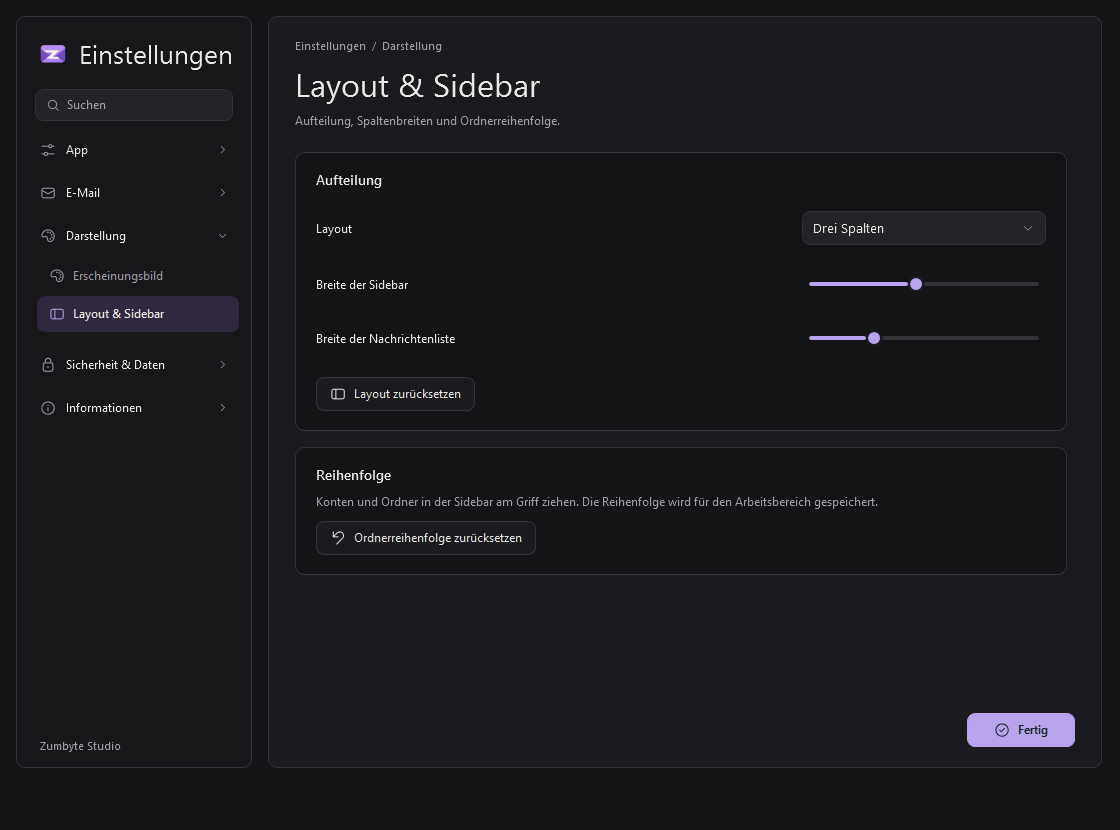 Einstellungen
Suchen
App
E-Mail
Darstellung
Erscheinungsbild
Layout & Sidebar
Sicherheit & Daten
Informationen
Zumbyte Studio
Einstellungen / Darstellung
Layout & Sidebar
Aufteilung, Spaltenbreiten und Ordnerreihenfolge.
Aufteilung
Layout
Drei Spalten
Breite der Sidebar
Breite der Nachrichtenliste
Layout zurücksetzen
Reihenfolge
Konten und Ordner in der Sidebar am Griff ziehen. Die Reihenfolge wird für den Arbeitsbereich gespeichert.
Ordnerreihenfolge zurücksetzen
Fertig